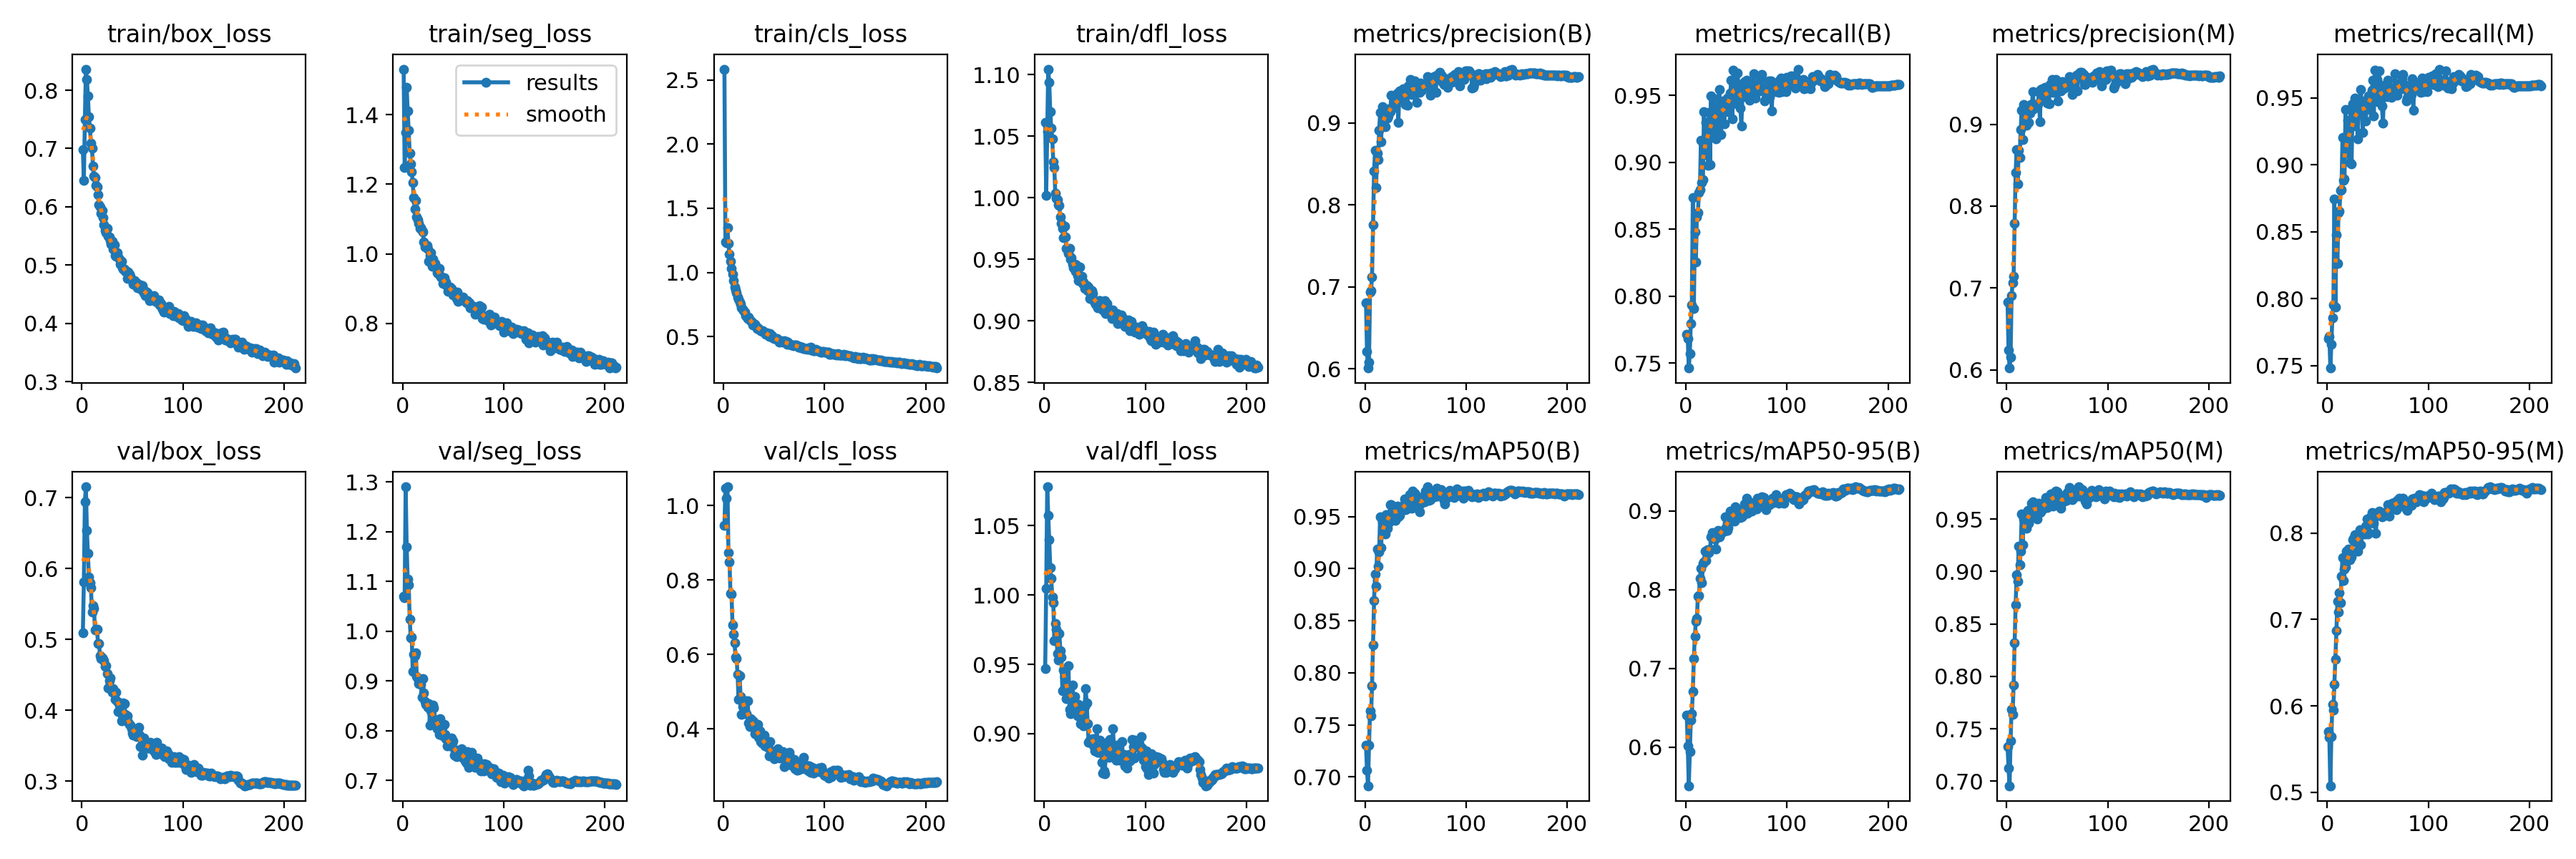 train/box_loss
0.8
0.7
0.6
0.5
0.4
0.3
0 100 200
train/seg_loss
results
smooth
1.4
1.2
1.0
0.8
0 100 200
train/cls_loss
2.5
2.0
1.5
1.0
0.5
0 100 200
train/dfl_loss
1.10
1.05
1.00
0.95
0.90
0.85
0 100 200
metrics/precision(B)
0.9
0.8
0.7
0.6
0 100 200
metrics/recall(B)
0.95
0.90
0.85
0.80
0.75
0 100 200
metrics/precision(M)
0.9
0.8
0.7
0.6
0 100 200
metrics/recall(M)
0.95
0.90
0.85
0.80
0.75
0 100 200
val/box_loss
0.7
0.6
0.5
0.4
0.3
0 100 200
val/seg_loss
1.3
1.2
1.1
1.0
0.9
0.8
0.7
0 100 200
val/cls_loss
1.0
0.8
0.6
0.4
0 100 200
val/dfl_loss
1.05
1.00
0.95
0.90
0 100 200
metrics/mAP50(B)
0.95
0.90
0.85
0.80
0.75
0.70
0 100 200
metrics/mAP50-95(B)
0.9
0.8
0.7
0.6
0 100 200
metrics/mAP50(M)
0.95
0.90
0.85
0.80
0.75
0.70
0 100 200
metrics/mAP50-95(M)
0.8
0.7
0.6
0.5
0 100 200